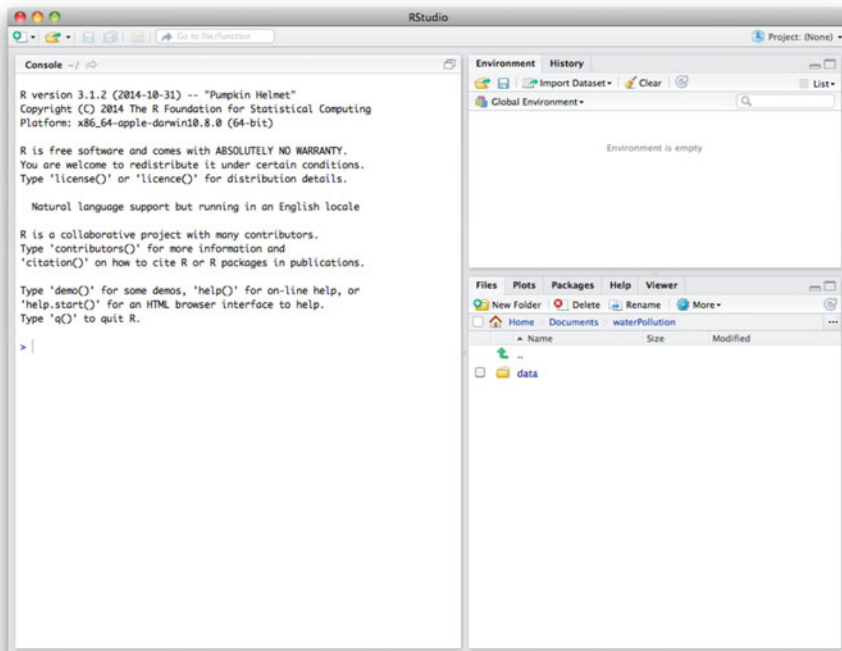 RStudio
Go to file/function
Project: (None)
Console ~/
R version 3.1.2 (2014-10-31) -- "Pumpkin Helmet"
Copyright (C) 2014 The R Foundation for Statistical Computing
Platform: x86_64-apple-darwin10.8.0 (64-bit)
R is free software and comes with ABSOLUTELY NO WARRANTY.
You are welcome to redistribute it under certain conditions.
Type 'license()' or 'licence()' for distribution details.
Natural language support but running in an English locale
R is a collaborative project with many contributors.
Type 'contributors()' for more information and
'citation()' on how to cite R or R packages in publications.
Type 'demo()' for some demos, 'help()' for on-line help, or
'help.start()' for an HTML browser interface to help.
Type 'q()' to quit R.
>
Environment History
Import Dataset Clear List
Global Environment
Environment is empty
Files Plots Packages Help Viewer
New Folder Delete Rename More
Home Documents waterPollution ...
Name Size Modified
..
data